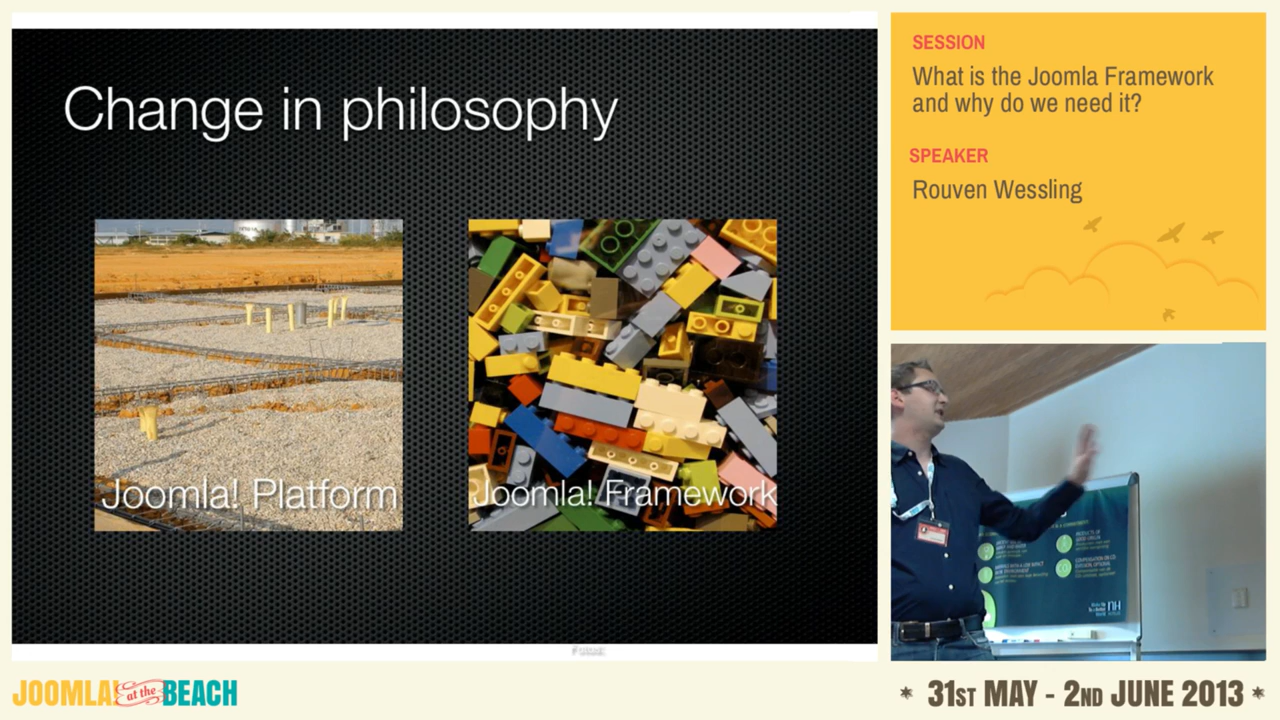 Change in philosophy
Joomla! Platform
Joomla! Framework
SESSION
What is the Joomla Framework
and why do we need it?
SPEAKER
Rouven Wessling
nh
JOOMLA! at the BEACH
* 31ST MAY - 2ND JUNE 2013 *